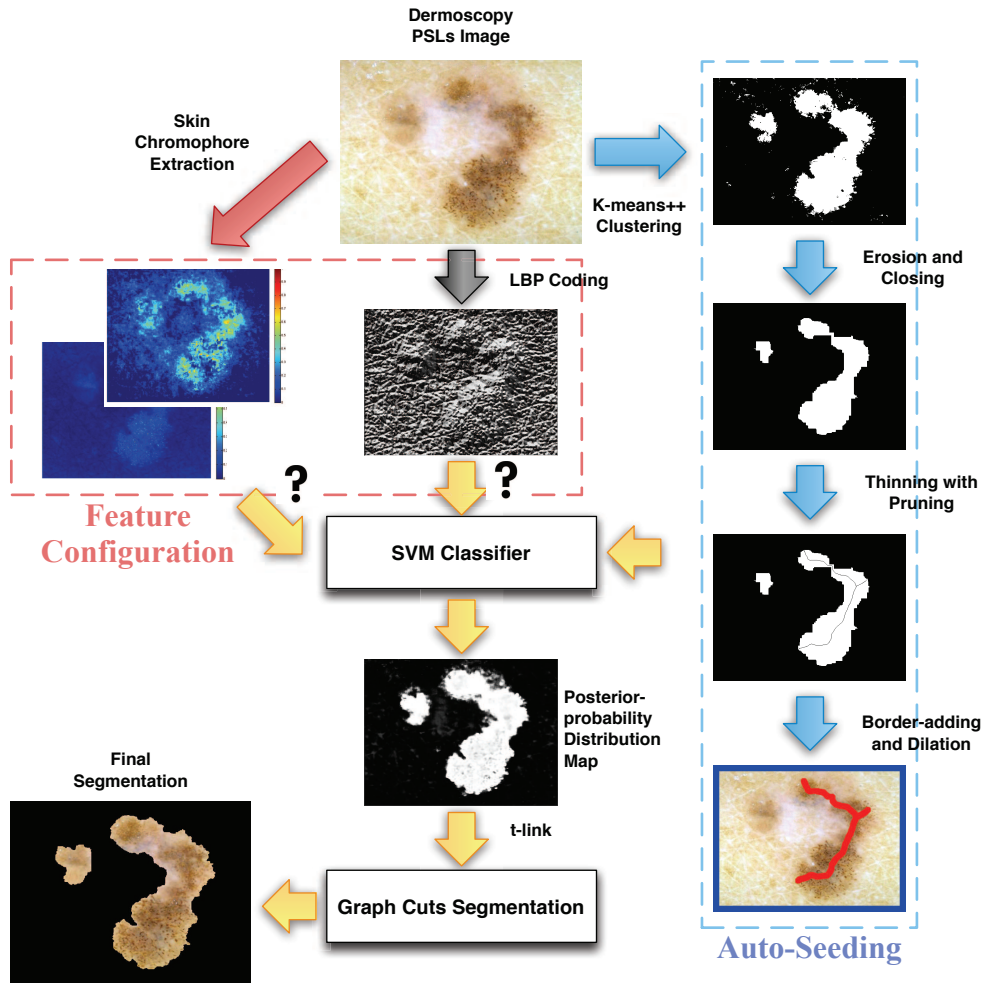 Dermoscopy
PSLs Image
Skin
Chromophore
Extraction
K-means++
Clustering
LBP Coding
Erosion and
Closing
?
?
Feature
Configuration
SVM Classifier
Thinning with
Pruning
Posterior-
probability
Distribution
Map
Border-adding
and Dilation
Final
Segmentation
t-link
Graph Cuts Segmentation
Auto-Seeding